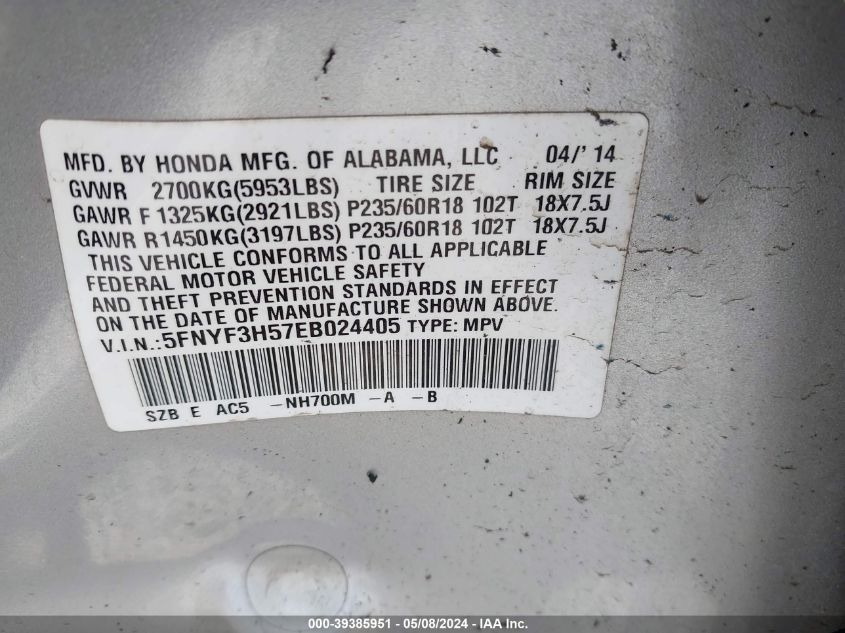 MFD. BY HONDA MFG. OF ALABAMA, LLC 04/' 14
GVWR 2700KG(5953LBS) TIRE SIZE RIM SIZE
GAWR F 1325KG(2921LBS) P235/60R18 102T 18X7.5J
GAWR R1450KG(3197LBS) P235/60R18 102T 18X7.5J
THIS VEHICLE CONFORMS TO ALL APPLICABLE
FEDERAL MOTOR VEHICLE SAFETY
AND THEFT PREVENTION STANDARDS IN EFFECT
ON THE DATE OF MANUFACTURE SHOWN ABOVE.
V.I.N.:5FNYF3H57EB024405 TYPE: MPV
SZB E AC5 -NH700M -A -B
000-39385951 - 05/08/2024 - IAA Inc.